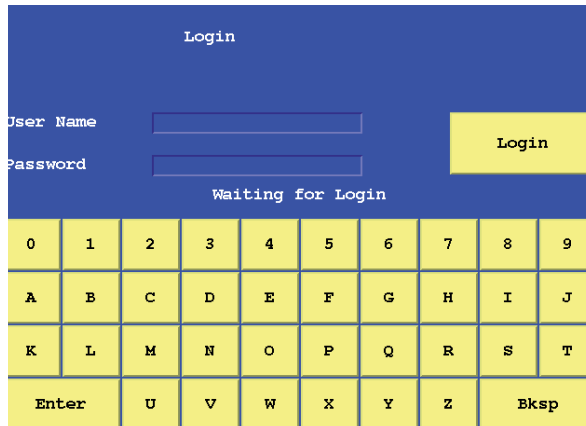 Login
User Name
Login
Password
Waiting for Login
0 1 2 3 4 5 6 7 8 9
A B C D E F G H I J
K L M N O P Q R S T
Enter U V W X Y Z Bksp